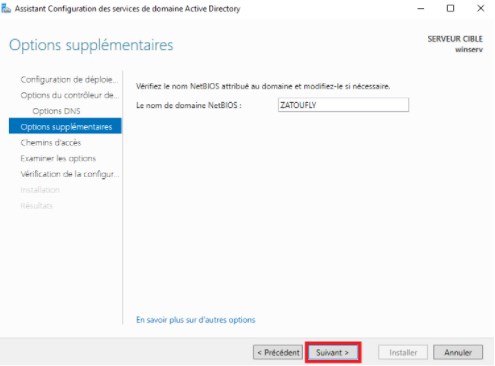 Assistant Configuration des services de domaine Active Directory
Options supplémentaires
SERVEUR CIBLE
winserv
Configuration de déploie...
Options du contrôleur de...
Options DNS
Options supplémentaires
Chemins d'accès
Examiner les options
Vérification de la configur...
Installation
Résultats
Vérifiez le nom NetBIOS attribué au domaine et modifiez-le si nécessaire.
Le nom de domaine NetBIOS :
ZATOUFLY
En savoir plus sur d'autres options
< Précédent
Suivant >
Installer
Annuler